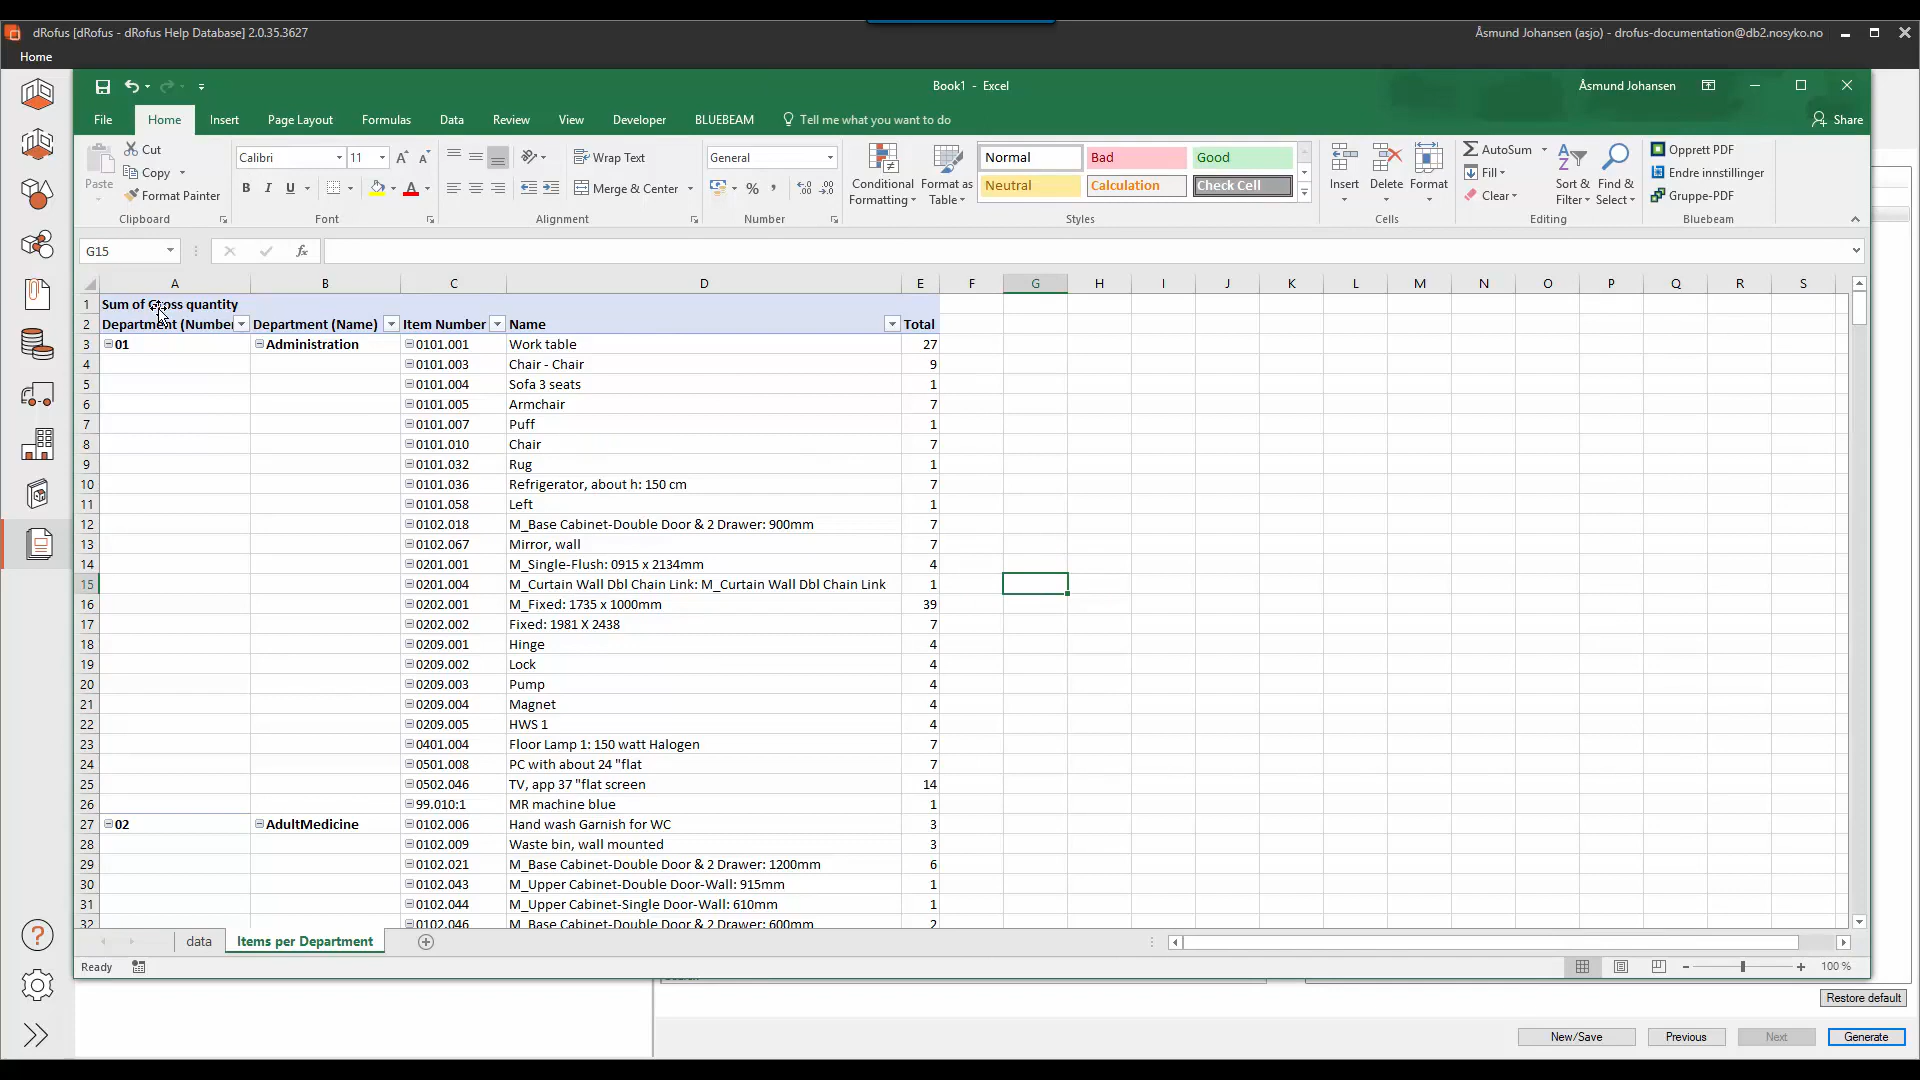 dRofus [dRofus - dRofus Help Database] 2.0.35.3627
Åsmund Johansen (asjo) - drofus-documentation@db2.nosyko.no
Home
Book1 - Excel
Åsmund Johansen
File Home Insert Page Layout Formulas Data Review View Developer BLUEBEAM Tell me what you want to do Share
Paste
Cut
Copy
Format Painter
Clipboard
Calibri 11
B I U
Font
Wrap Text
Merge & Center
Alignment
General
Number
Conditional Formatting
Format as Table
Normal Bad Good
Neutral Calculation Check Cell
Styles
Insert Delete Format
Cells
AutoSum
Fill
Clear
Sort & Filter
Find & Select
Editing
Opprett PDF
Endre innstillinger
Gruppe-PDF
Bluebeam
G15 fx
A B C D E F G H I J K L M N O P Q R S
1 Sum of Gross quantity
2 Department (Number Department (Name) Item Number Name Total
3 01 Administration 0101.001 Work table 27
4 0101.003 Chair - Chair 9
5 0101.004 Sofa 3 seats 1
6 0101.005 Armchair 7
7 0101.007 Puff 1
8 0101.010 Chair 7
9 0101.032 Rug 1
10 0101.036 Refrigerator, about h: 150 cm 7
11 0101.058 Left 1
12 0102.018 M_Base Cabinet-Double Door & 2 Drawer: 900mm 7
13 0102.067 Mirror, wall 7
14 0201.001 M_Single-Flush: 0915 x 2134mm 4
15 0201.004 M_Curtain Wall Dbl Chain Link: M_Curtain Wall Dbl Chain Link 1
16 0202.001 M_Fixed: 1735 x 1000mm 39
17 0202.002 Fixed: 1981 X 2438 7
18 0209.001 Hinge 4
19 0209.002 Lock 4
20 0209.003 Pump 4
21 0209.004 Magnet 4
22 0209.005 HWS 1 4
23 0401.004 Floor Lamp 1: 150 watt Halogen 7
24 0501.008 PC with about 24 "flat 7
25 0502.046 TV, app 37 "flat screen 14
26 99.010:1 MR machine blue 1
27 02 AdultMedicine 0102.006 Hand wash Garnish for WC 3
28 0102.009 Waste bin, wall mounted 3
29 0102.021 M_Base Cabinet-Double Door & 2 Drawer: 1200mm 6
30 0102.043 M_Upper Cabinet-Double Door-Wall: 915mm 1
31 0102.044 M_Upper Cabinet-Single Door-Wall: 610mm 1
32 0102.046 M_Base Cabinet-Double Door & 2 Drawer: 600mm 2
data Items per Department
Ready 100 %
Restore default
New/Save Previous Next Generate